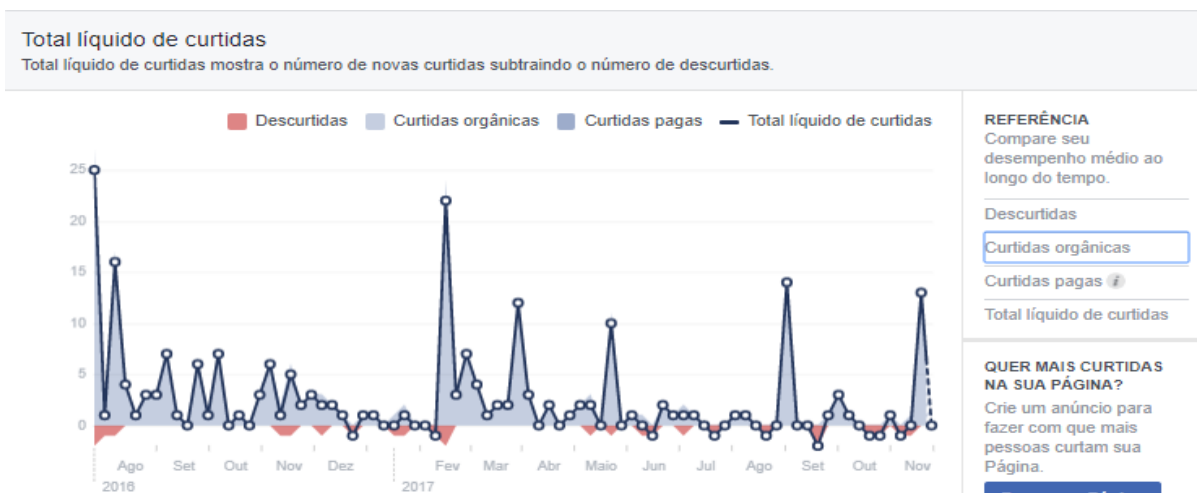 Total líquido de curtidas
Total líquido de curtidas mostra o número de novas curtidas subtraindo o número de descurtidas.
Descurtidas Curtidas orgânicas Curtidas pagas Total líquido de curtidas
25
20
15
10
5
0
Ago Set Out Nov Dez Fev Mar Abr Maio Jun Jul Ago Set Out Nov
2016 2017
REFERÊNCIA
Compare seu
desempenho médio ao
longo do tempo.
Descurtidas
Curtidas orgânicas
Curtidas pagas i
Total líquido de curtidas
QUER MAIS CURTIDAS
NA SUA PÁGINA?
Crie um anúncio para
fazer com que mais
pessoas curtam sua
Página.